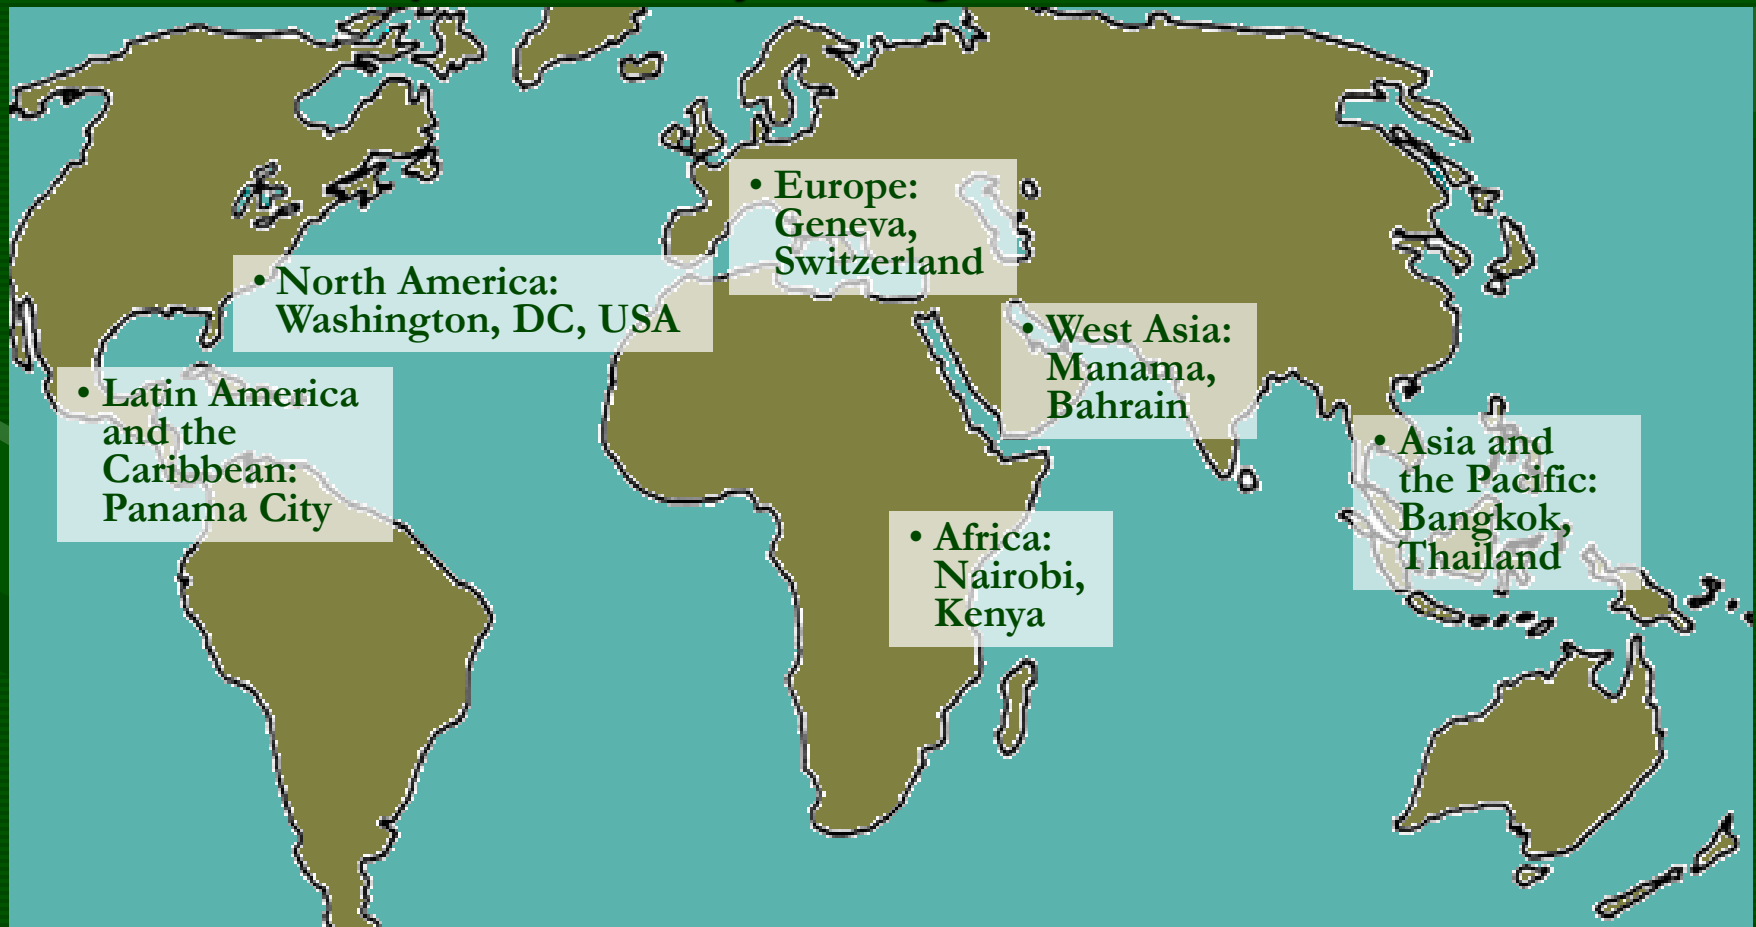 • Europe:
Geneva,
Switzerland
• North America:
Washington, DC, USA
• West Asia:
Manama,
Bahrain
• Latin America
and the
Caribbean:
Panama City
• Asia and
the Pacific:
Bangkok,
Thailand
• Africa:
Nairobi,
Kenya